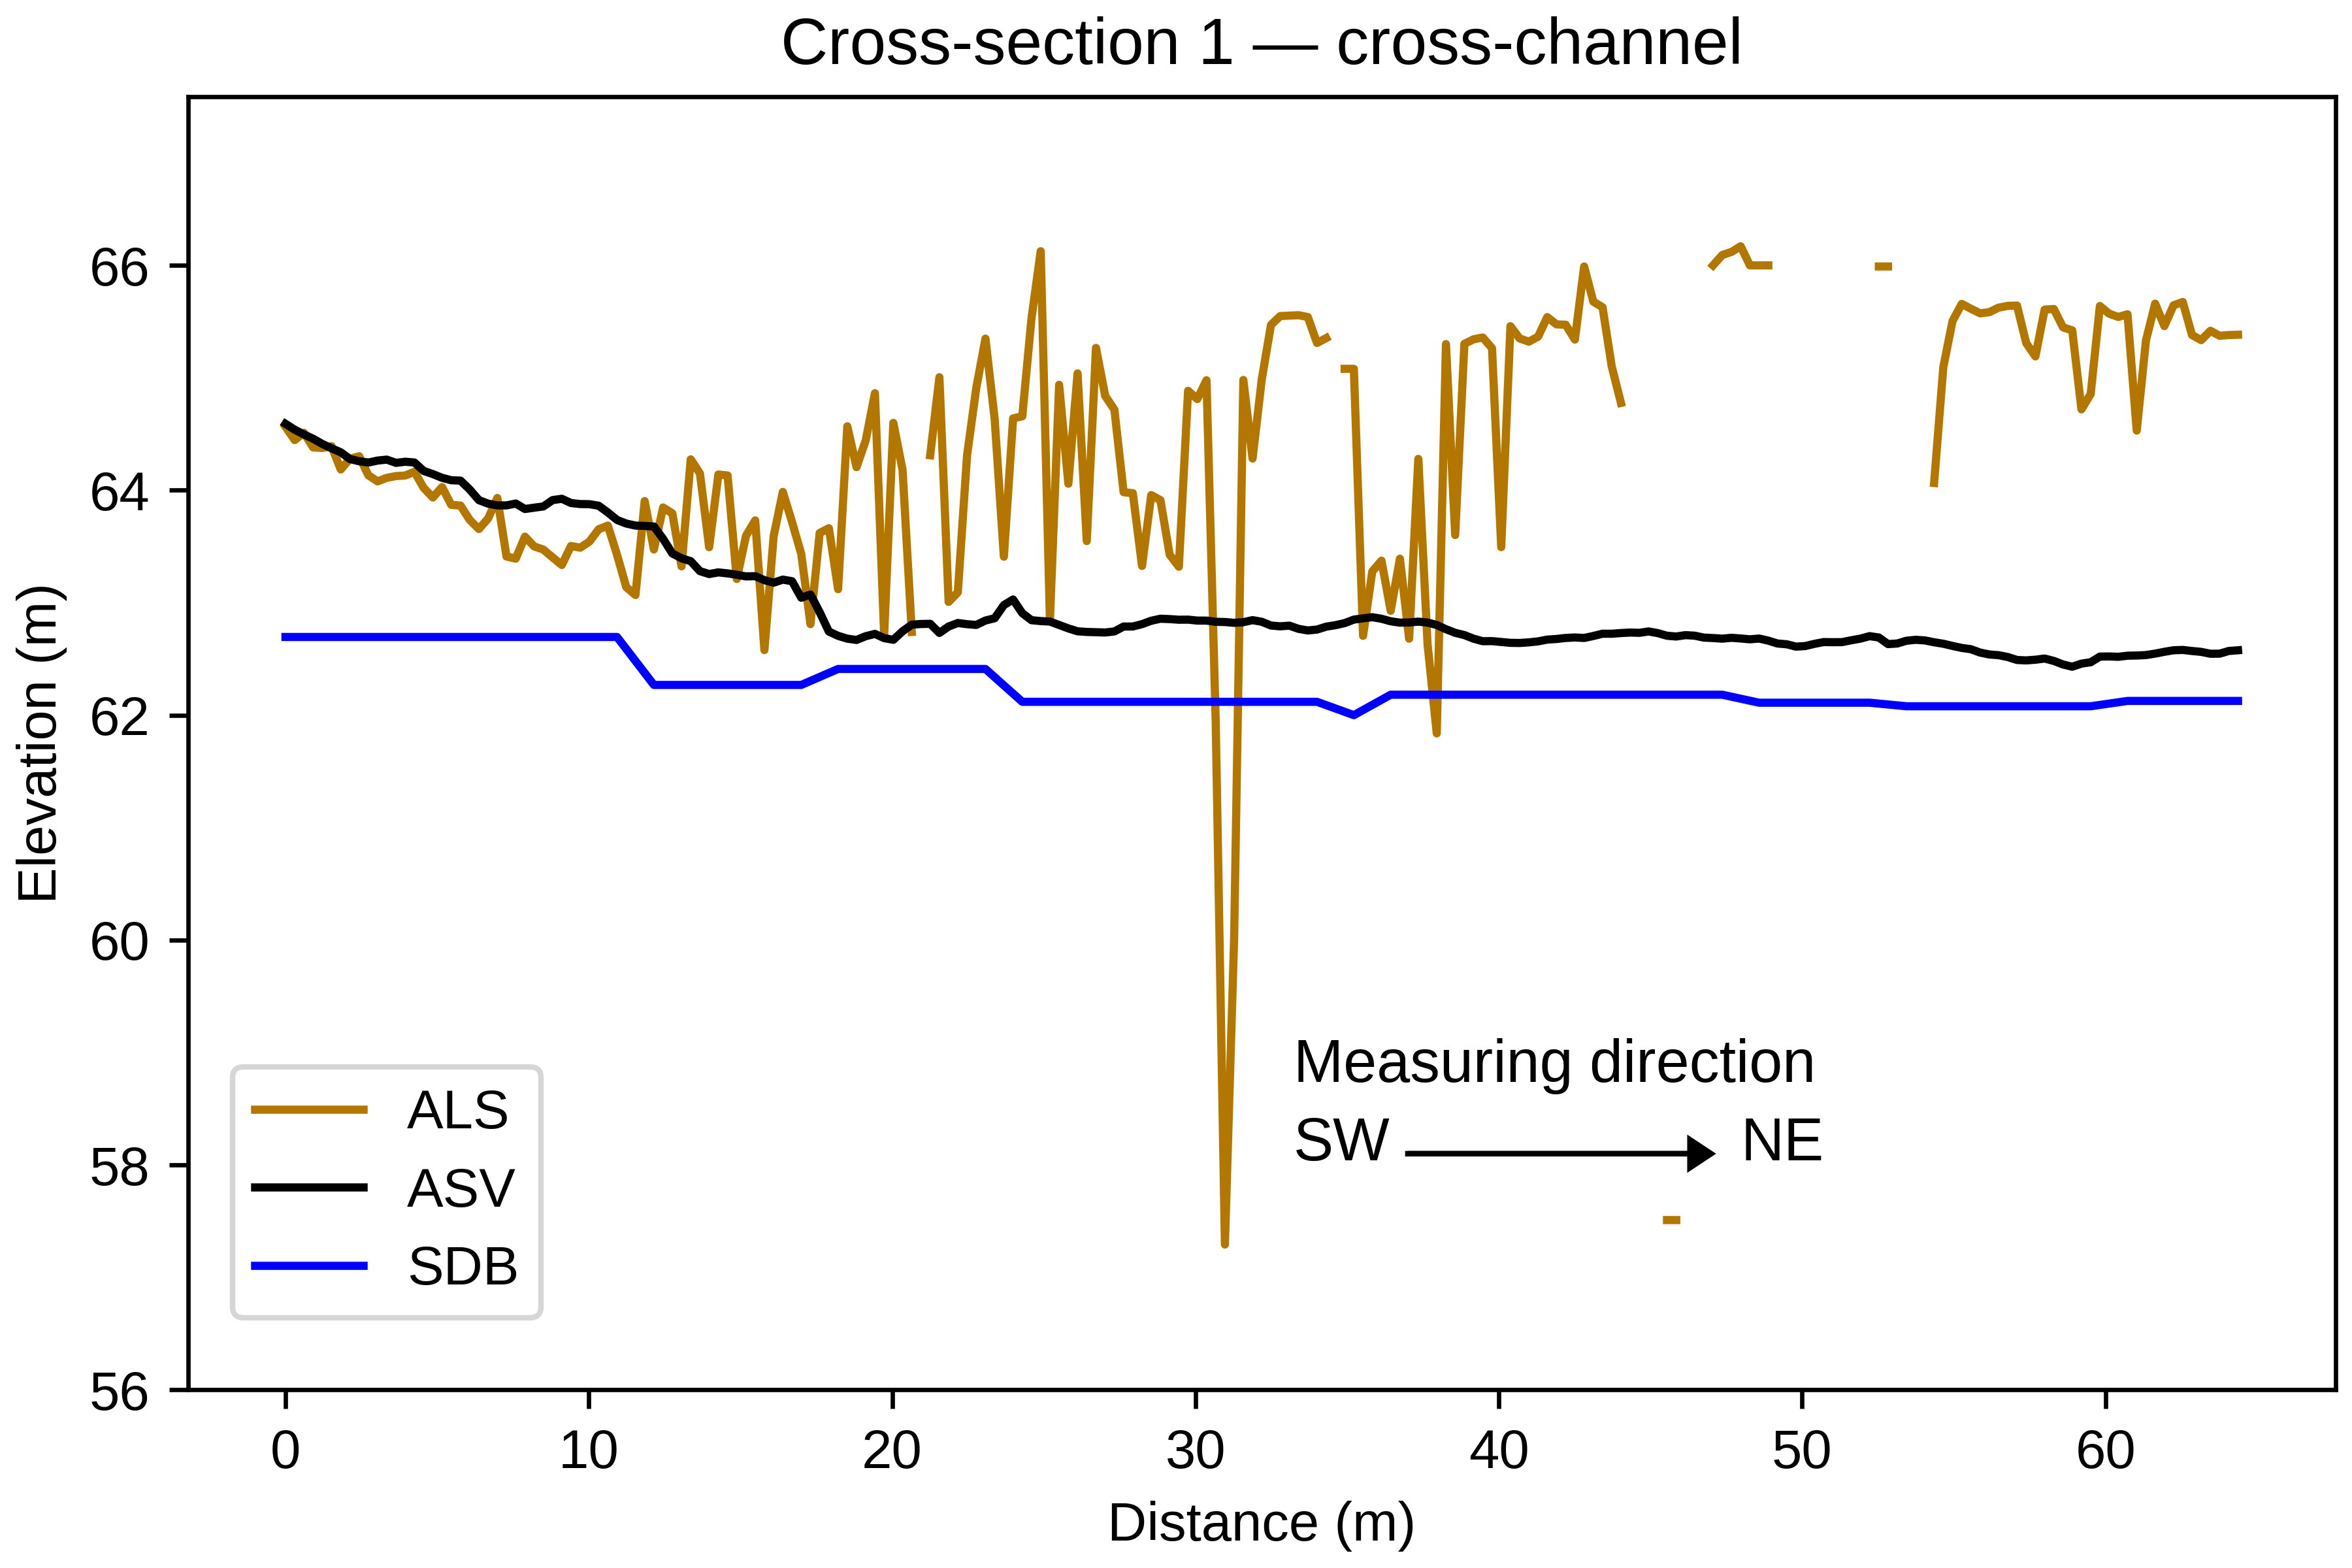 Cross-section 1 — cross-channel
Elevation (m)
66
64
62
60
58
56
Measuring direction
SW NE
ALS
ASV
SDB
0 10 20 30 40 50 60
Distance (m)